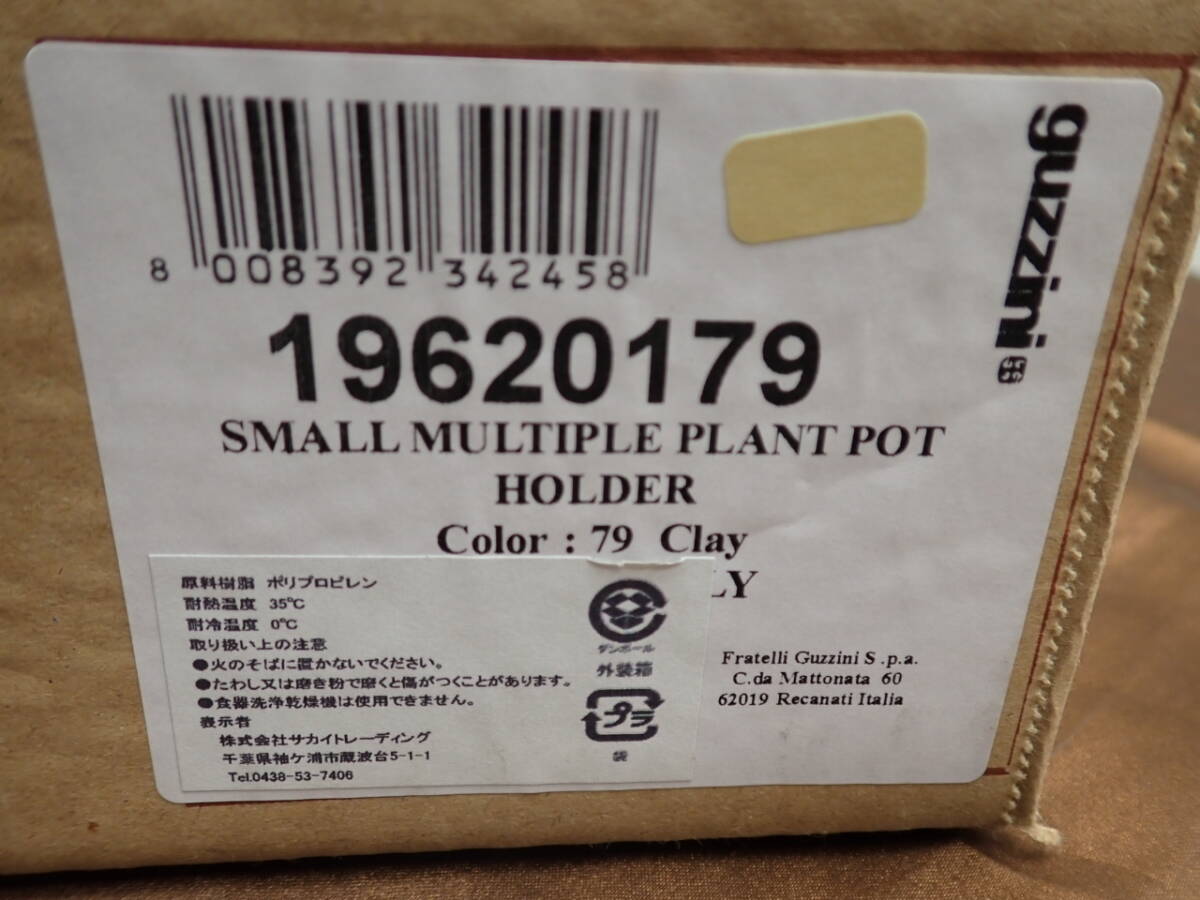 guzzini
8 008392 342458
19620179
SMALL MULTIPLE PLANT POT
HOLDER
Color : 79 Clay
LY
原料樹脂 ポリプロピレン
耐熱温度 35℃
耐冷温度 0℃
取り扱い上の注意
●火のそばに置かないでください。
●たわし又は磨き粉で磨くと傷がつくことがあります。
●食器洗浄乾燥機は使用できません。
表示者
株式会社サカイトレーディング
千葉県袖ケ浦市蔵波台5-1-1
Tel.0438-53-7406
ダンボール
外装箱
プラ
袋
Fratelli Guzzini S.p.a.
C.da Mattonata 60
62019 Recanati Italia